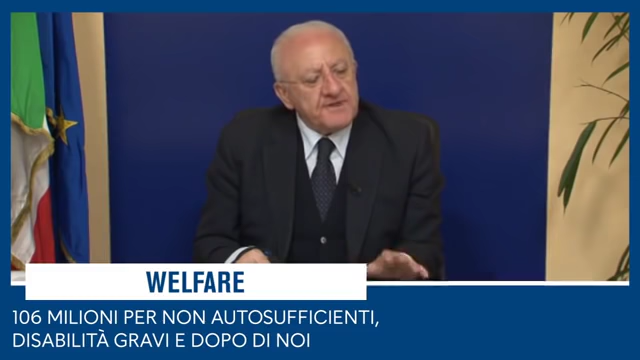 WELFARE
106 MILIONI PER NON AUTOSUFFICIENTI,
DISABILITÀ GRAVI E DOPO DI NOI